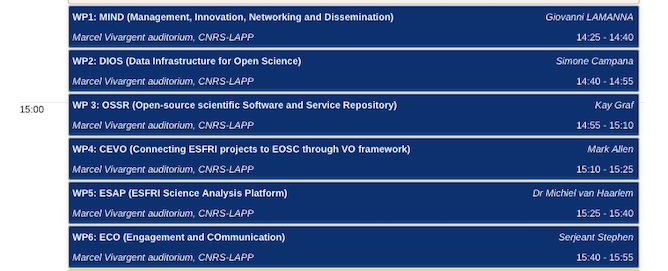 WP1: MIND (Management, Innovation, Networking and Dissemination) Giovanni LAMANNA
Marcel Vivargent auditorium, CNRS-LAPP 14:25 - 14:40
WP2: DIOS (Data Infrastructure for Open Science) Simone Campana
Marcel Vivargent auditorium, CNRS-LAPP 14:40 - 14:55
15:00
WP 3: OSSR (Open-source scientific Software and Service Repository) Kay Graf
Marcel Vivargent auditorium, CNRS-LAPP 14:55 - 15:10
WP4: CEVO (Connecting ESFRI projects to EOSC through VO framework) Mark Allen
Marcel Vivargent auditorium, CNRS-LAPP 15:10 - 15:25
WP5: ESAP (ESFRI Science Analysis Platform) Dr Michiel van Haarlem
Marcel Vivargent auditorium, CNRS-LAPP 15:25 - 15:40
WP6: ECO (Engagement and COmmunication) Serjeant Stephen
Marcel Vivargent auditorium, CNRS-LAPP 15:40 - 15:55